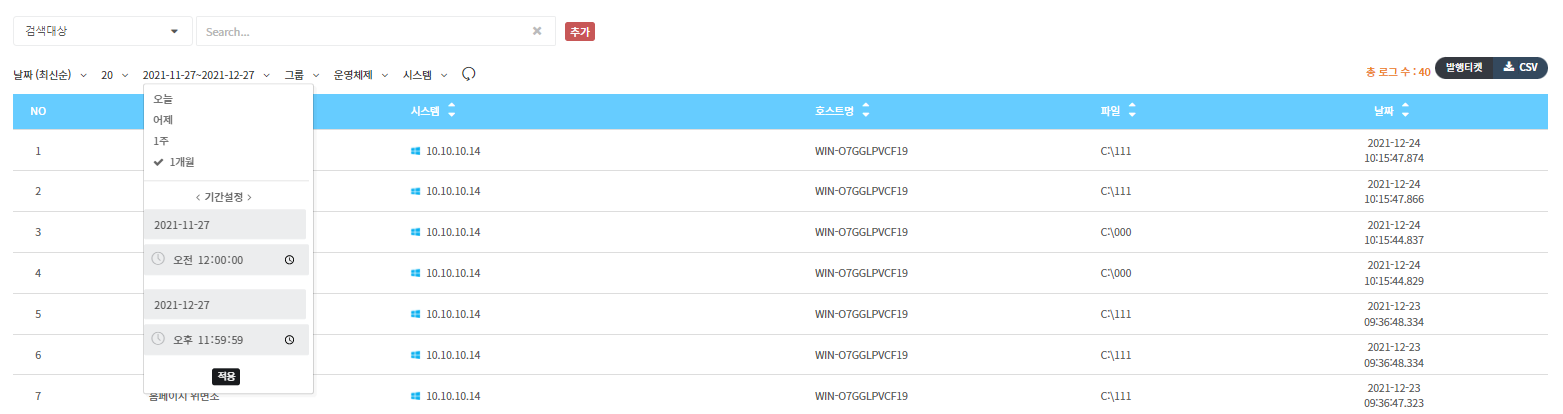 검색대상 Search... 추가
날짜 (최신순) 20 2021-11-27~2021-12-27 그룹 운영체제 시스템 총 로그 수 : 40 발행티켓 CSV
오늘
어제
1주
1개월
< 기간설정 >
2021-11-27
오전 12:00:00
2021-12-27
오후 11:59:59
적용
NO 시스템 호스트명 파일 날짜
1 10.10.10.14 WIN-O7GGLPVCF19 C:\111 2021-12-24
10:15:47.874
2 10.10.10.14 WIN-O7GGLPVCF19 C:\111 2021-12-24
10:15:47.866
3 10.10.10.14 WIN-O7GGLPVCF19 C:\000 2021-12-24
10:15:44.837
4 10.10.10.14 WIN-O7GGLPVCF19 C:\000 2021-12-24
10:15:44.829
5 10.10.10.14 WIN-O7GGLPVCF19 C:\111 2021-12-23
09:36:48.334
6 10.10.10.14 WIN-O7GGLPVCF19 C:\111 2021-12-23
09:36:48.334
7 홈페이지 위변조 10.10.10.14 WIN-O7GGLPVCF19 C:\111 2021-12-23
09:36:47.323